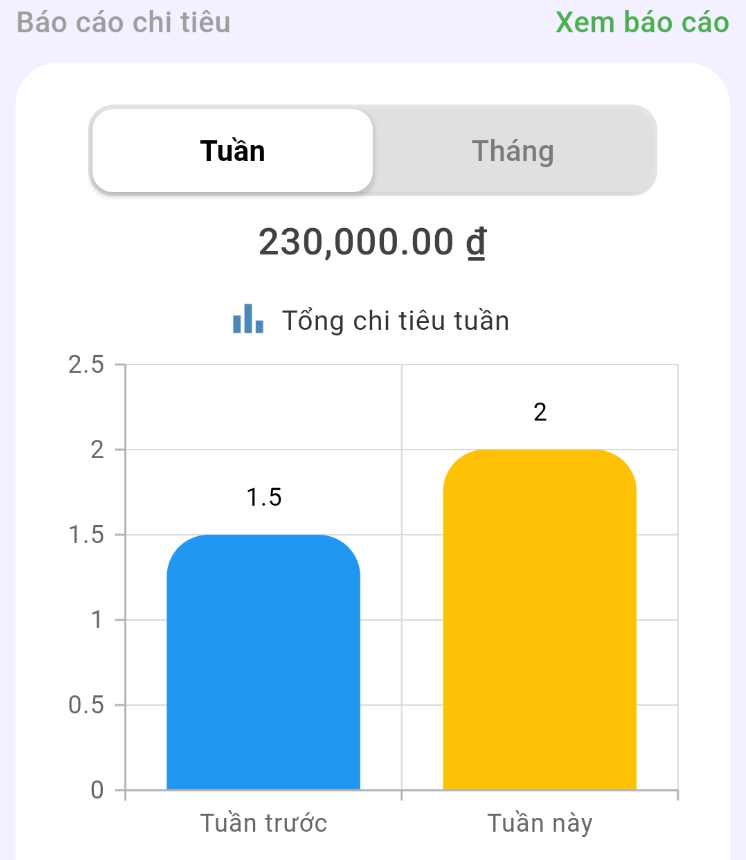 Báo cáo chi tiêu Xem báo cáo
Tuần Tháng
230,000.00 ₫
Tổng chi tiêu tuần
2.5
2
2
1.5
1.5
1
0.5
0
Tuần trước Tuần này